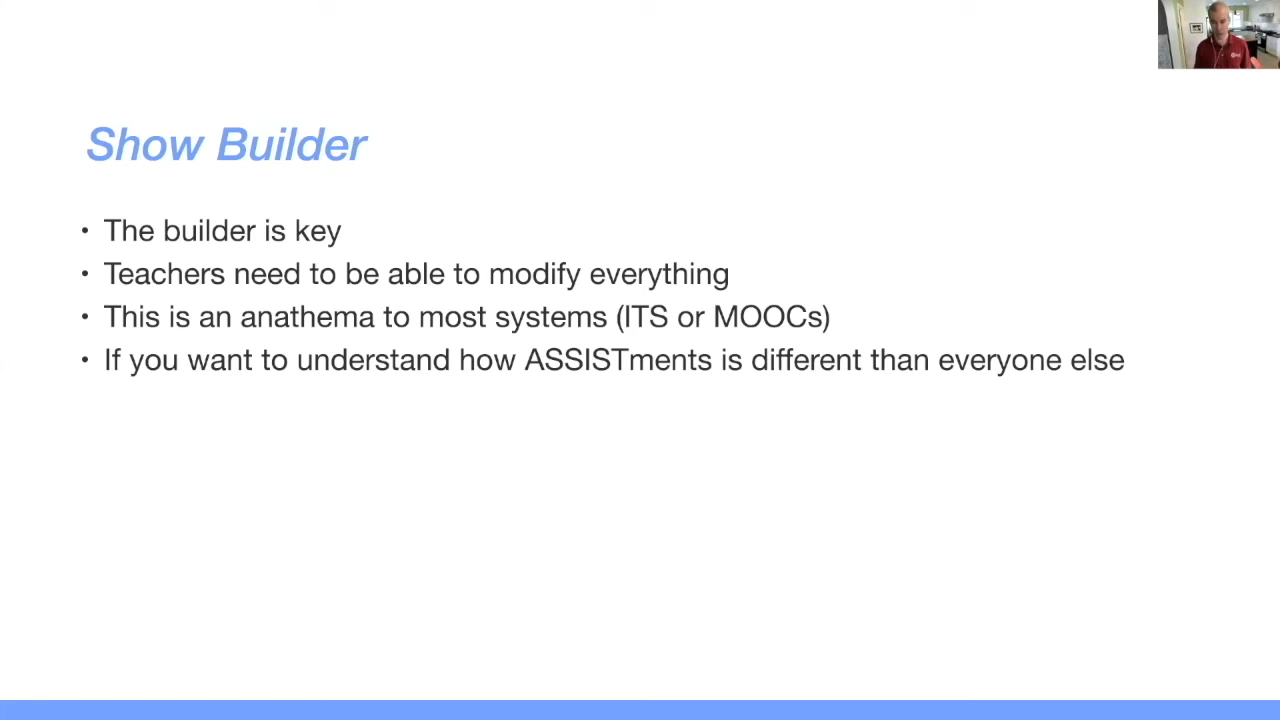 Show Builder
• The builder is key
• Teachers need to be able to modify everything
• This is an anathema to most systems (ITS or MOOCs)
• If you want to understand how ASSISTments is different than everyone else